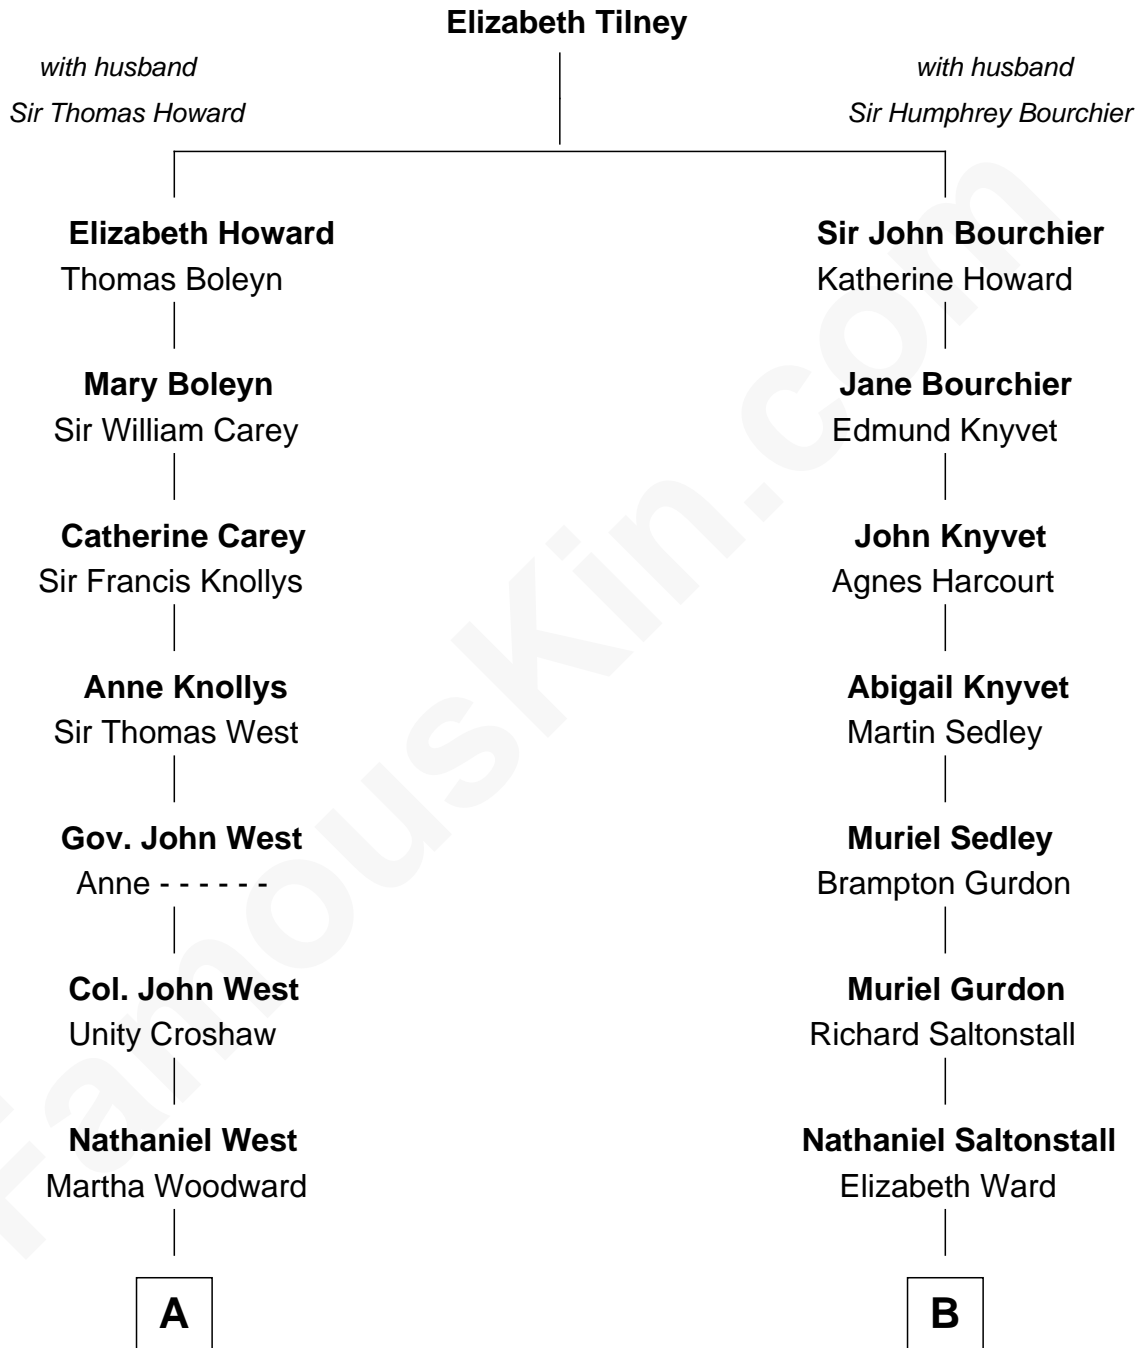 Elizabeth Tilney
with husband
Sir Thomas Howard
with husband
Sir Humphrey Bourchier
Elizabeth Howard
Thomas Boleyn
Sir John Bourchier
Katherine Howard
Mary Boleyn
Sir William Carey
Jane Bourchier
Edmund Knyvet
Catherine Carey
Sir Francis Knollys
John Knyvet
Agnes Harcourt
Anne Knollys
Sir Thomas West
Abigail Knyvet
Martin Sedley
Gov. John West
Anne - - - - - -
Muriel Sedley
Brampton Gurdon
Col. John West
Unity Croshaw
Muriel Gurdon
Richard Saltonstall
Nathaniel West
Martha Woodward
Nathaniel Saltonstall
Elizabeth Ward
A
B
FamousKin.com